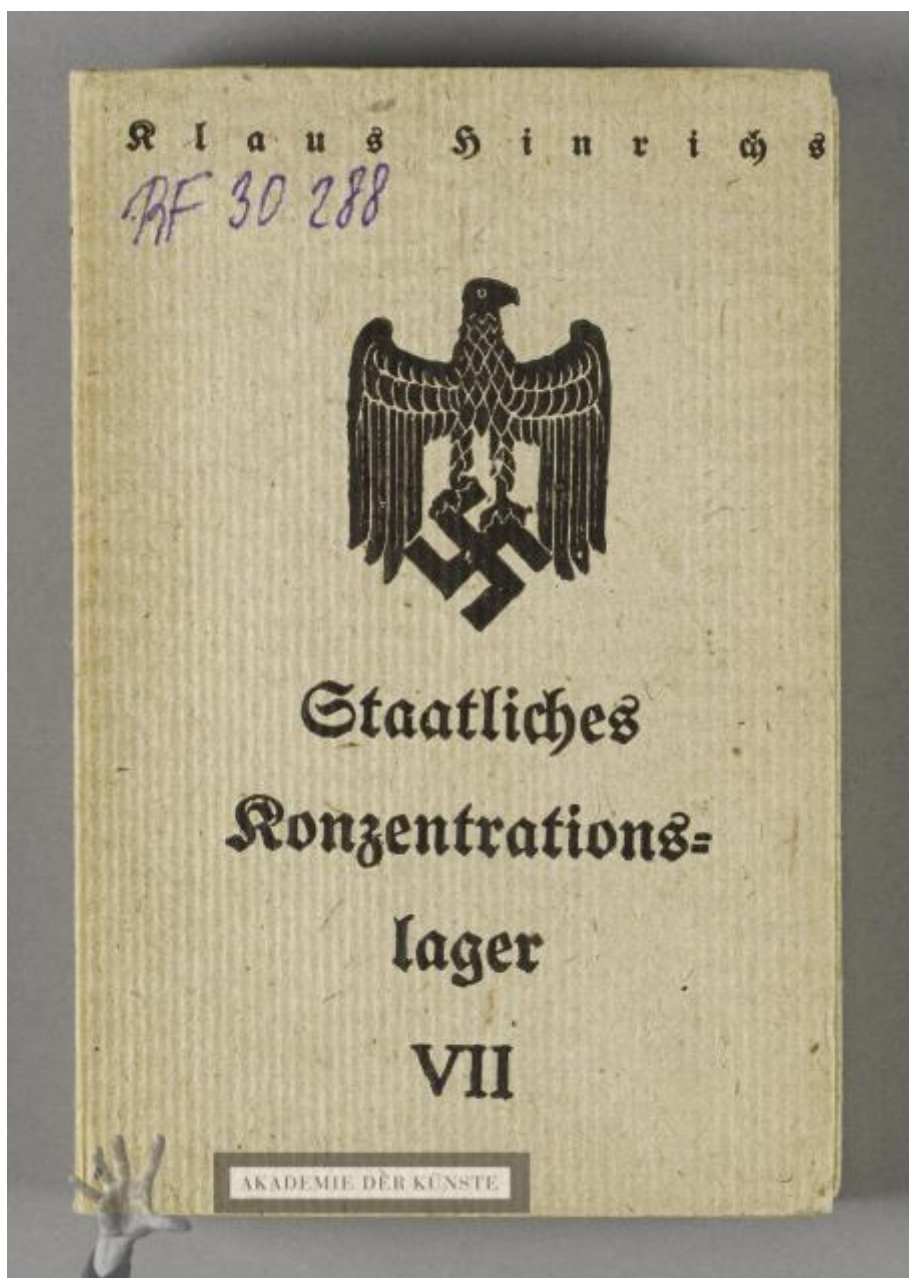 Klaus Hinrichs
RF 30 288
Staatliches
Konzentrations=
lager
VII
AKADEMIE DER KÜNSTE